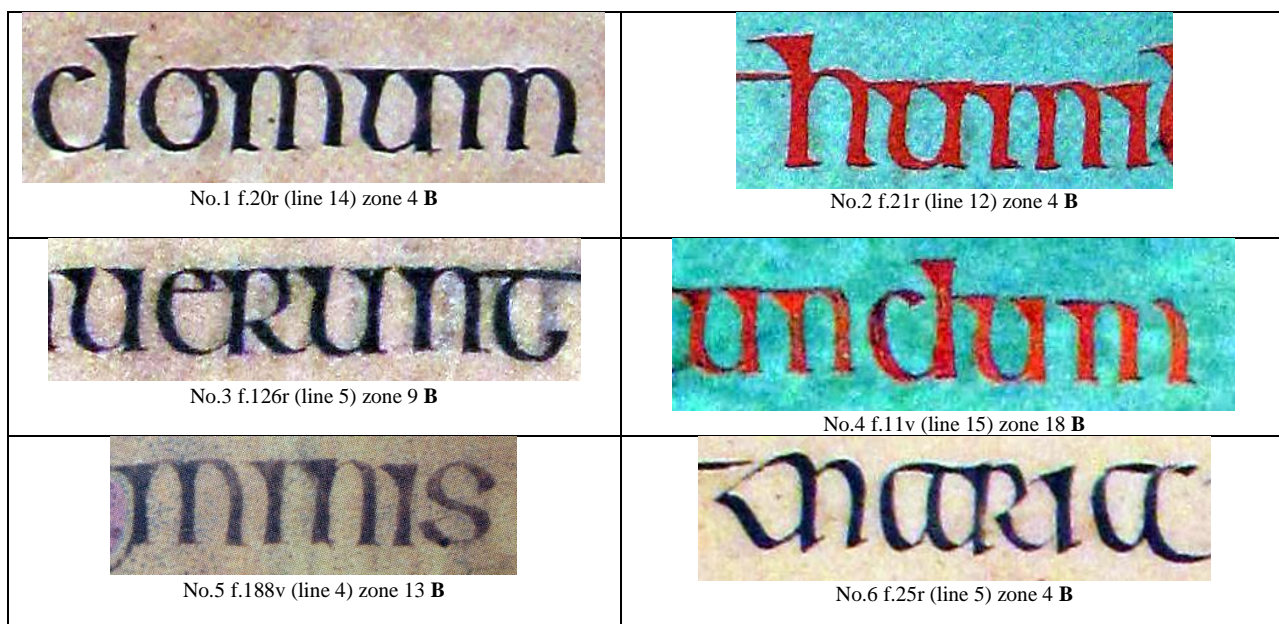 domum
No.1 f.20r (line 14) zone 4 B
humi
No.2 f.21r (line 12) zone 4 B
uerunt
No.3 f.126r (line 5) zone 9 B
undum
No.4 f.11v (line 15) zone 18 B
minis
No.5 f.188v (line 4) zone 13 B
maria
No.6 f.25r (line 5) zone 4 B